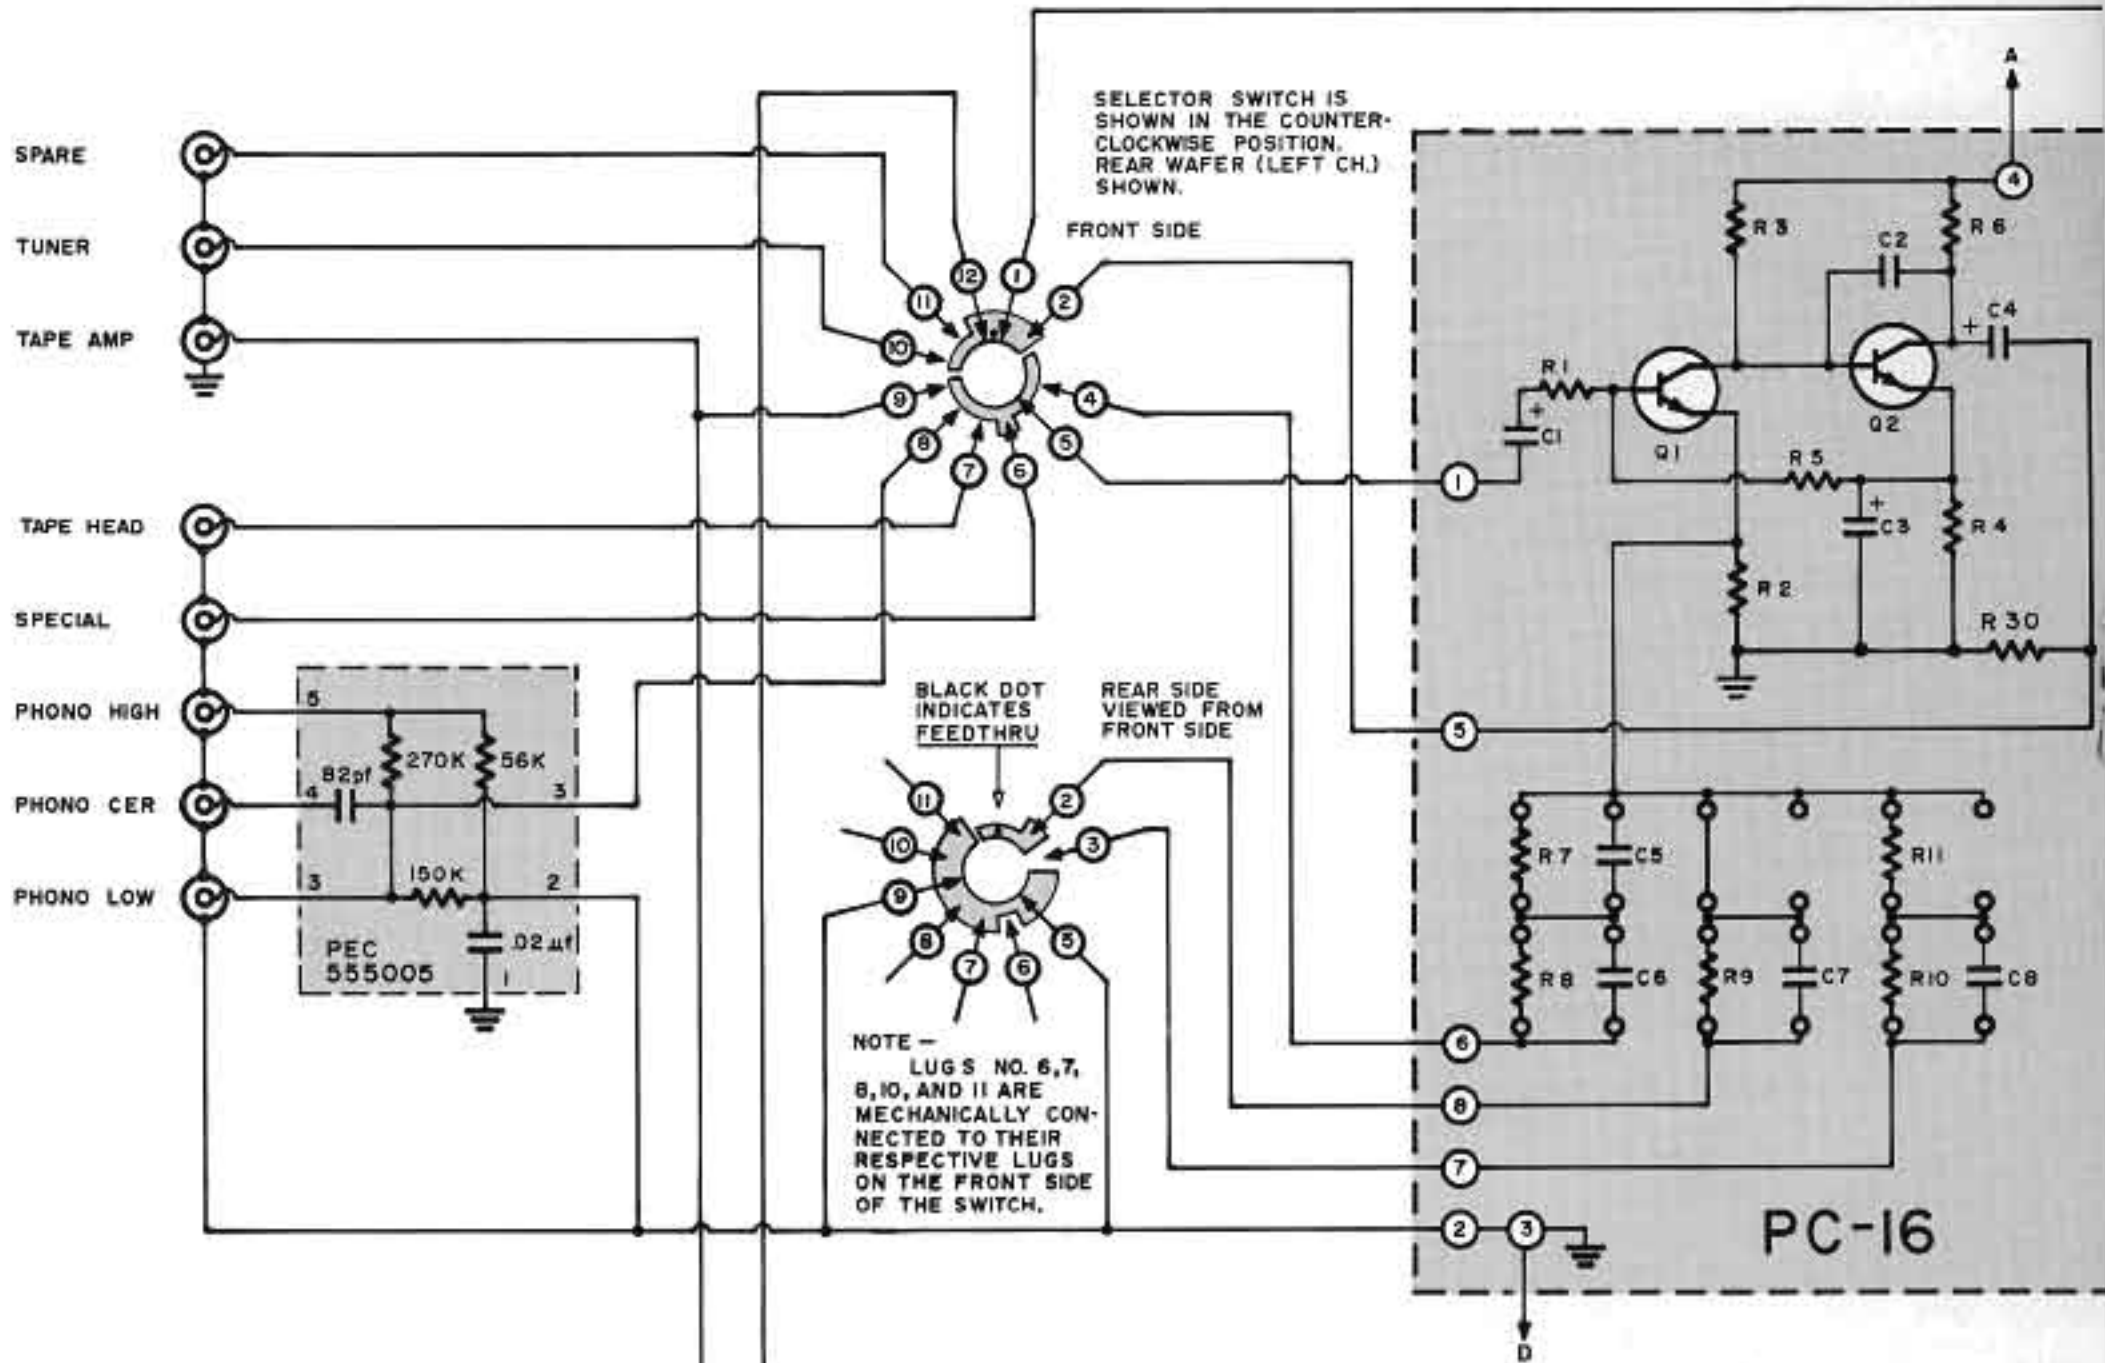 A
SELECTOR SWITCH IS
SHOWN IN THE COUNTER-
CLOCKWISE POSITION.
REAR WAFER (LEFT CH.)
SHOWN.
FRONT SIDE
SPARE
TUNER
TAPE AMP
TAPE HEAD
SPECIAL
PHONO HIGH
PHONO CER
PHONO LOW
12
1
2
11
10
9
8
7
6
5
4
5
270K
56K
82pf
4
3
3
150K
2
.02 µf
1
PEC
555005
BLACK DOT
INDICATES
FEEDTHRU
REAR SIDE
VIEWED FROM
FRONT SIDE
11
2
10
3
9
8
7
6
5
NOTE –
LUGS NO. 6,7,
8,10, AND 11 ARE
MECHANICALLY CON-
NECTED TO THEIR
RESPECTIVE LUGS
ON THE FRONT SIDE
OF THE SWITCH.
4
R3
C2
R6
C4
+
R1
+
C1
Q1
Q2
R5
+
C3
R4
R2
R30
1
5
R7
C5
R11
R8
C6
R9
C7
R10
C8
6
8
7
2
3
PC-16
D